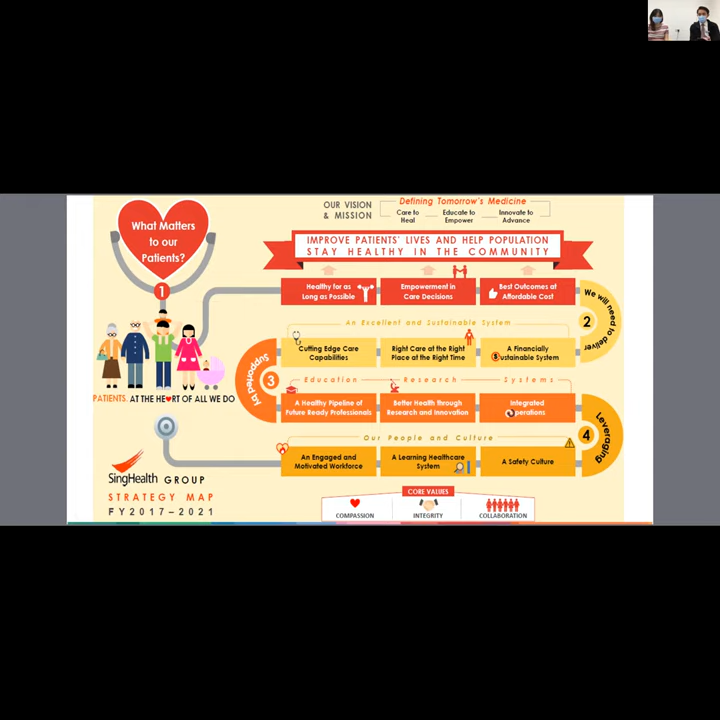 What Matters
to our
Patients?
1
OUR VISION
& MISSION
Defining Tomorrow's Medicine
Care to
Heal
Educate to
Empower
Innovate to
Advance
IMPROVE PATIENTS' LIVES AND HELP POPULATION
STAY HEALTHY IN THE COMMUNITY
Healthy for as
Long as Possible
Empowerment in
Care Decisions
Best Outcomes at
Affordable Cost
We will need to deliver
2
An Excellent and Sustainable System
Cutting Edge Care
Capabilities
Right Care at the Right
Place at the Right Time
A Financially
Sustainable System
Supported by
3
Education
Research
Systems
A Healthy Pipeline of
Future Ready Professionals
Better Health through
Research and Innovation
Integrated
Operations
Leveraging
4
Our People and Culture
An Engaged and
Motivated Workforce
A Learning Healthcare
System
A Safety Culture
PATIENTS. AT THE HEART OF ALL WE DO
SingHealth GROUP
STRATEGY MAP
FY2017–2021
CORE VALUES
COMPASSION
INTEGRITY
COLLABORATION